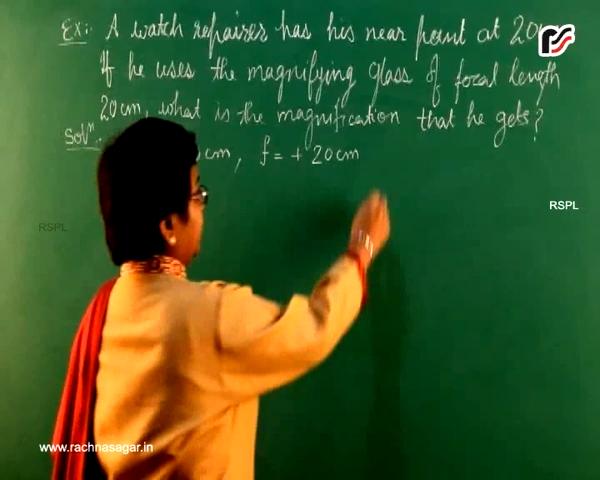 Ex:- A watch repairer has his near point at 20
If he uses the magnifying glass of focal length
20cm, what is the magnification that he gets?
Solⁿ:
cm, f = + 20cm
RSPL
RSPL
www.rachnasagar.in